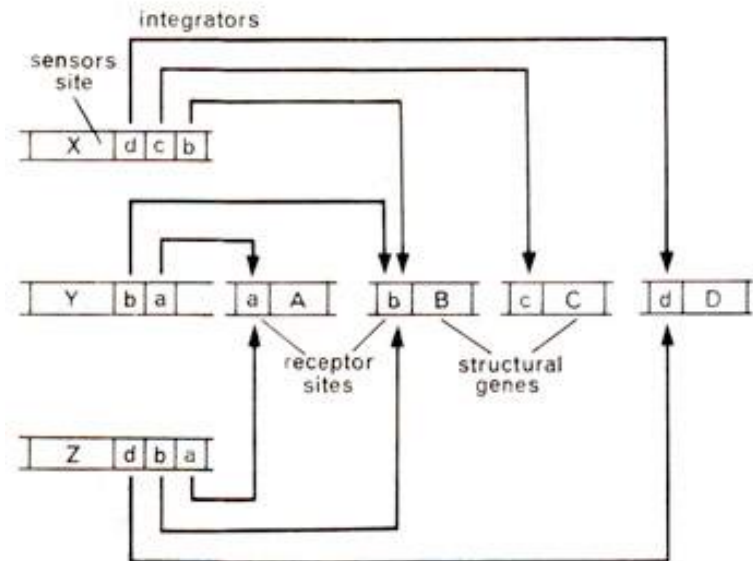 integrators
sensors
site
X d c b
Y b a
a A
b B
c C
d D
receptor
sites
structural
genes
Z d b a